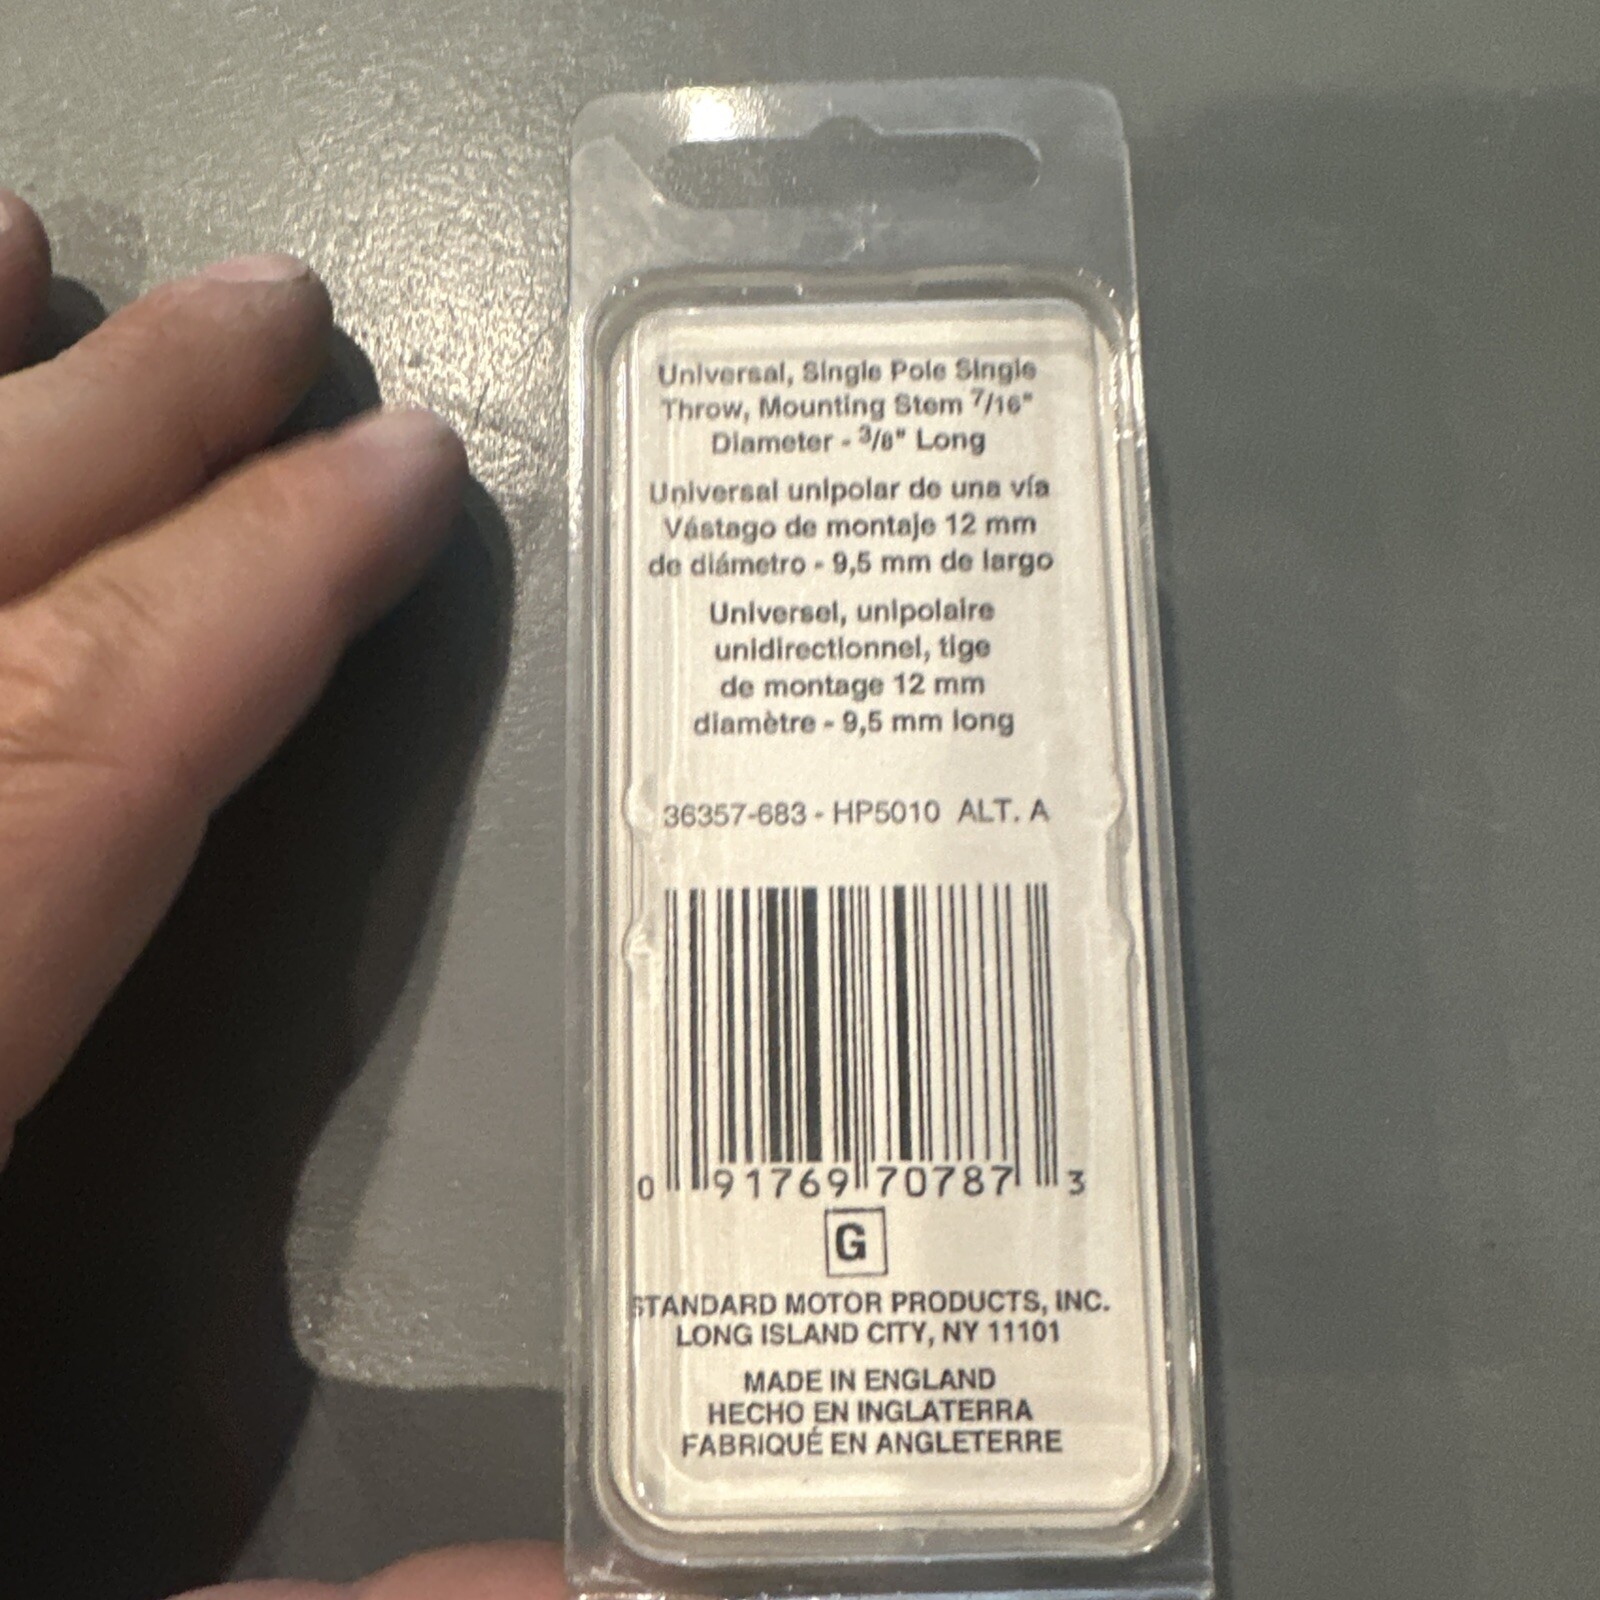 Universal, Single Pole Single
Throw, Mounting Stem 7/16"
Diameter - 3/8" Long
Universal unipolar de una vía
Vástago de montaje 12 mm
de diámetro - 9,5 mm de largo
Universel, unipolaire
unidirectionnel, tige
de montage 12 mm
diamètre - 9,5 mm long
36357-683 - HP5010 ALT. A
0 91769 70787 3
G
STANDARD MOTOR PRODUCTS, INC.
LONG ISLAND CITY, NY 11101
MADE IN ENGLAND
HECHO EN INGLATERRA
FABRIQUÉ EN ANGLETERRE